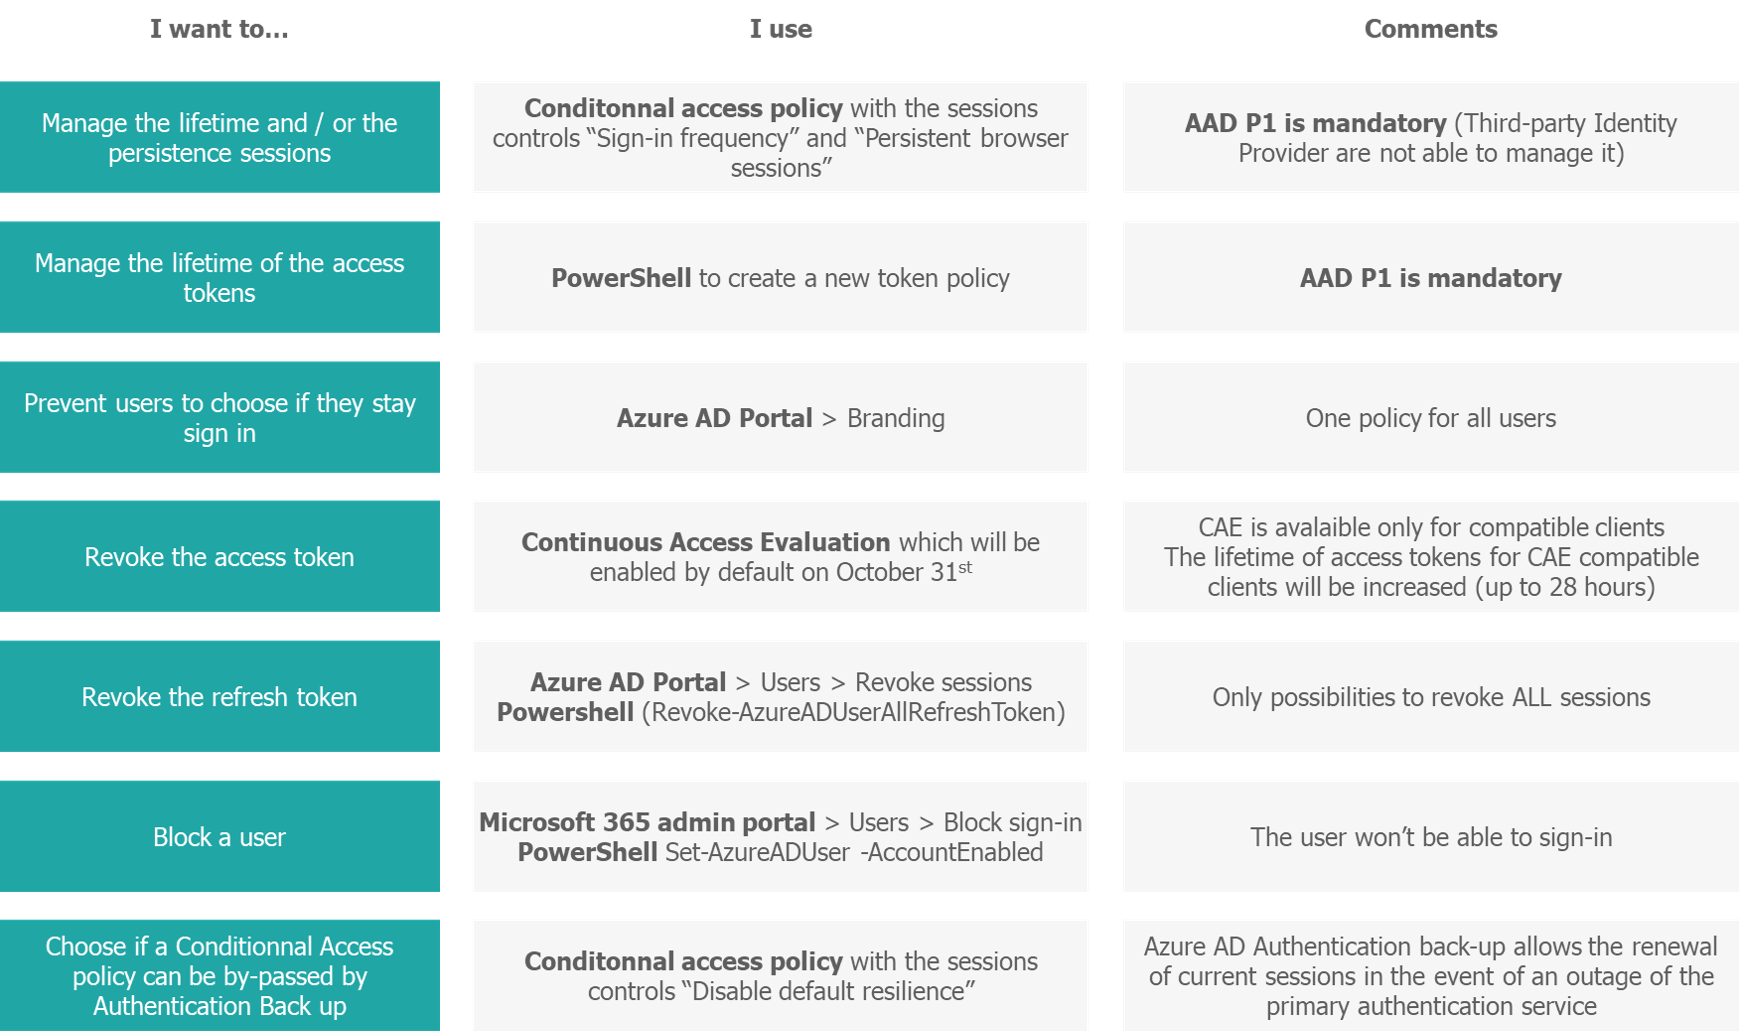 I want to...
I use
Comments
Manage the lifetime and / or the
persistence sessions
Conditonnal access policy with the sessions
controls “Sign-in frequency” and “Persistent browser
sessions”
AAD P1 is mandatory (Third-party Identity
Provider are not able to manage it)
Manage the lifetime of the access
tokens
PowerShell to create a new token policy
AAD P1 is mandatory
Prevent users to choose if they stay
sign in
Azure AD Portal > Branding
One policy for all users
Revoke the access token
Continuous Access Evaluation which will be
enabled by default on October 31st
CAE is avalaible only for compatible clients
The lifetime of access tokens for CAE compatible
clients will be increased (up to 28 hours)
Revoke the refresh token
Azure AD Portal > Users > Revoke sessions
Powershell (Revoke-AzureADUserAllRefreshToken)
Only possibilities to revoke ALL sessions
Block a user
Microsoft 365 admin portal > Users > Block sign-in
PowerShell Set-AzureADUser -AccountEnabled
The user won’t be able to sign-in
Choose if a Conditionnal Access
policy can be by-passed by
Authentication Back up
Conditonnal access policy with the sessions
controls “Disable default resilience”
Azure AD Authentication back-up allows the renewal
of current sessions in the event of an outage of the
primary authentication service